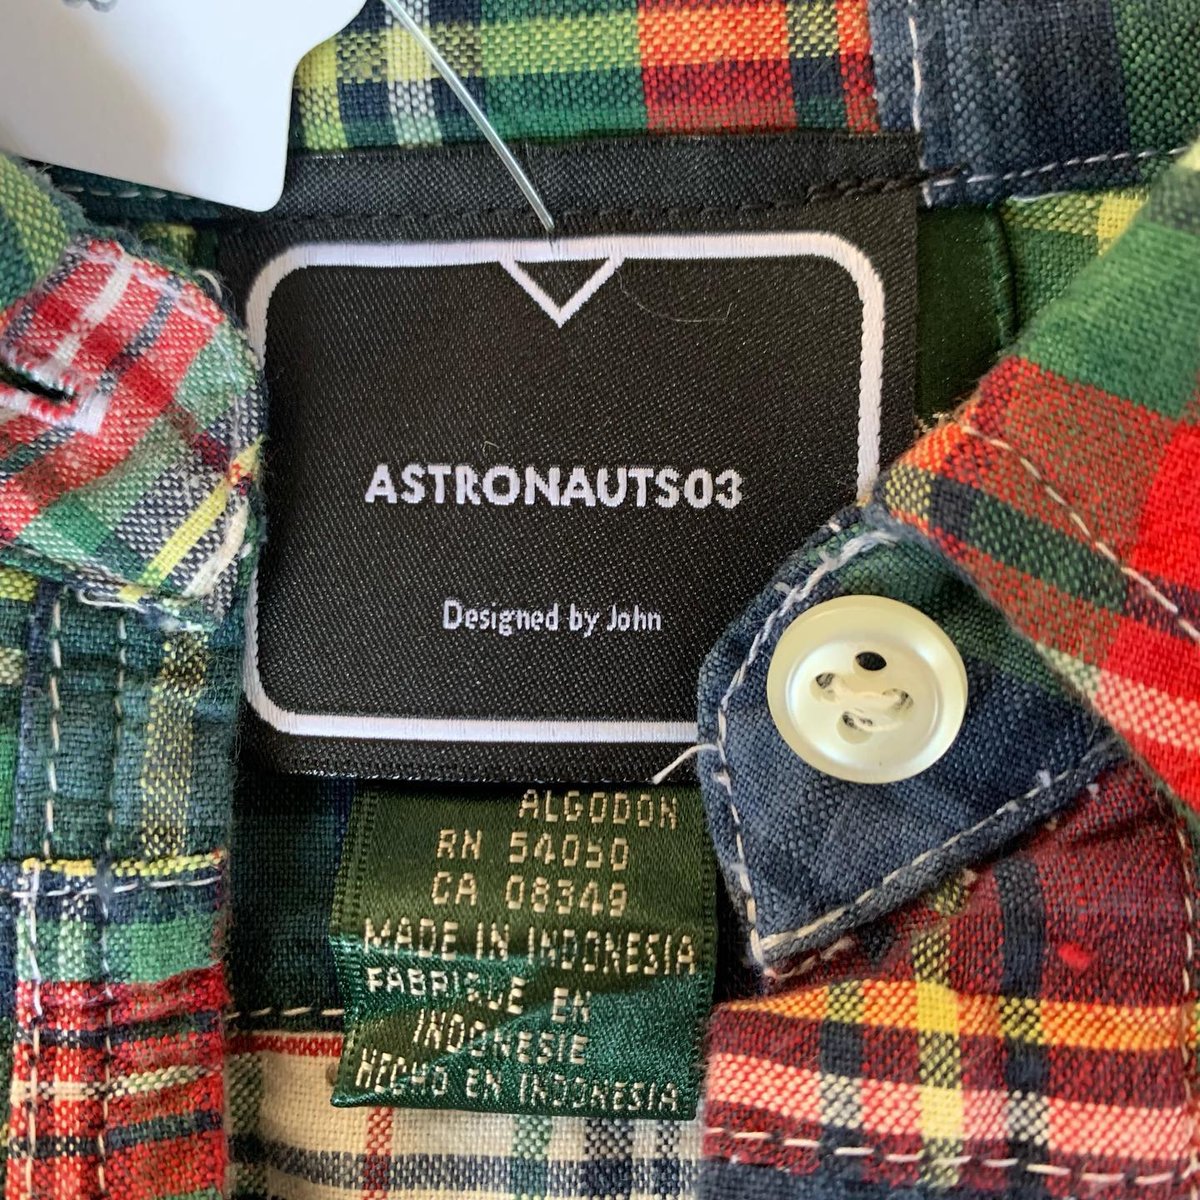 ASTRONAUTS03
Designed by John
ALGODON
RN 54050
CA 08349
MADE IN INDONESIA
FABRIQUE EN
INDONESIE
HECHO EN INDONESIA